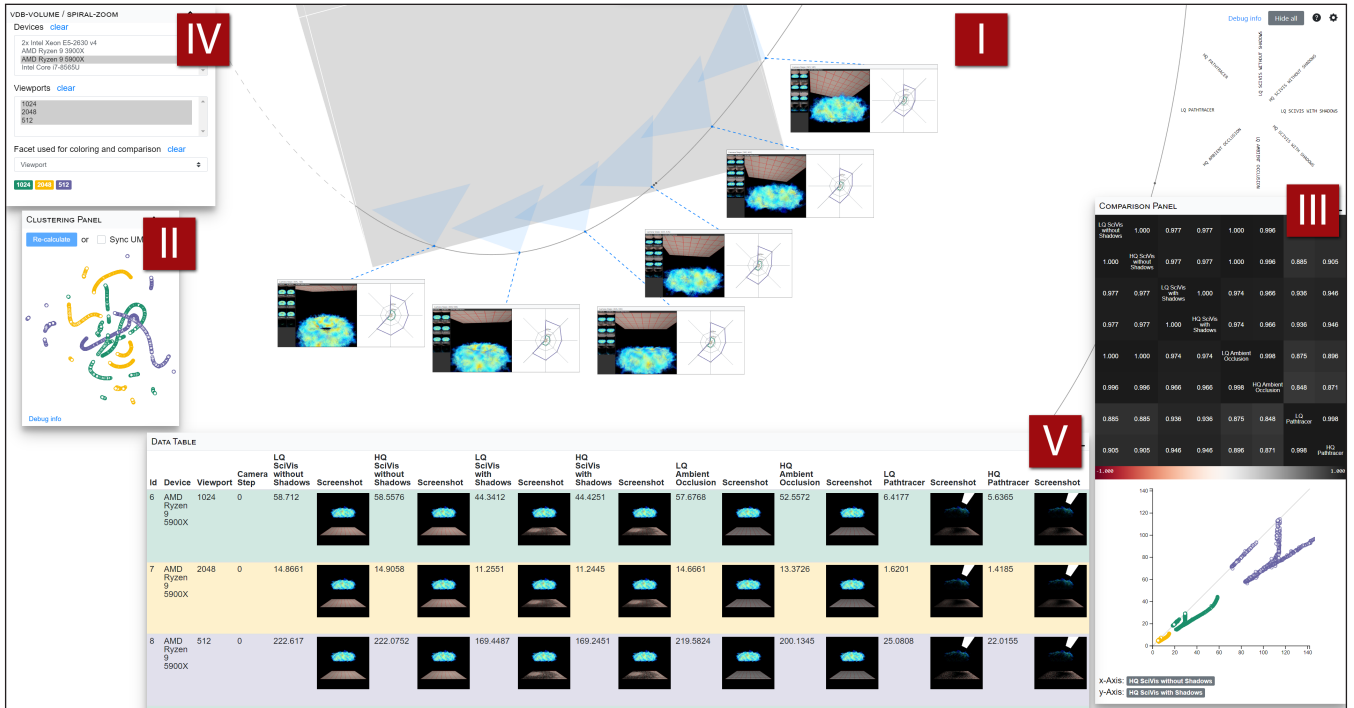 VDB-VOLUME / SPIRAL-ZOOM
Devices clear
2x Intel Xeon E5-2630 v4
AMD Ryzen 9 3900X
AMD Ryzen 9 5900X
Intel Core i7-8565U
Viewports clear
1024
2048
512
Facet used for coloring and comparison clear
Viewport
1024 2048 512
IV
CLUSTERING PANEL
Re-calculate or Sync UM
II
Debug info
I
Debug info Hide all
HQ PATHTRACER
LQ SCIVIS WITHOUT SHADOWS
HQ SCIVIS WITHOUT SHADOWS
LQ PATHTRACER
LQ SCIVIS WITH SHADOWS
HQ AMBIENT OCCLUSION
LQ AMBIENT OCCLUSION
HQ SCIVIS WITH SHADOWS
COMPARISON PANEL
III
LQ SciVis without Shadows 1.000 0.977 0.977 1.000 0.996
1.000 HQ SciVis without Shadows 0.977 0.977 1.000 0.996 0.885 0.905
0.977 0.977 LQ SciVis with Shadows 1.000 0.974 0.966 0.936 0.946
0.977 0.977 1.000 HQ SciVis with Shadows 0.974 0.966 0.936 0.946
1.000 1.000 0.974 0.974 LQ Ambient Occlusion 0.998 0.875 0.896
0.996 0.996 0.966 0.966 0.998 HQ Ambient Occlusion 0.848 0.871
0.885 0.885 0.936 0.936 0.875 0.848 LQ Pathtracer 0.998
0.905 0.905 0.946 0.946 0.896 0.871 0.998 HQ Pathtracer
-1.000 1.000
140
120
100
80
60
40
20
0
0 20 40 60 80 100 120 140
x-Axis: HQ SciVis without Shadows
y-Axis: HQ SciVis with Shadows
V
DATA TABLE
Id Device Viewport Camera Step LQ SciVis without Shadows Screenshot HQ SciVis without Shadows Screenshot LQ SciVis with Shadows Screenshot HQ SciVis with Shadows Screenshot LQ Ambient Occlusion Screenshot HQ Ambient Occlusion Screenshot LQ Pathtracer Screenshot HQ Pathtracer Screenshot
6 AMD Ryzen 9 5900X 1024 0 58.712 58.5576 44.3412 44.4251 57.6768 52.5572 6.4177 5.6365
7 AMD Ryzen 9 5900X 2048 0 14.8661 14.9058 11.2551 11.2445 14.6661 13.3726 1.6201 1.4185
8 AMD Ryzen 9 5900X 512 0 222.617 222.0752 169.4487 169.2451 219.5824 200.1345 25.0808 22.0155